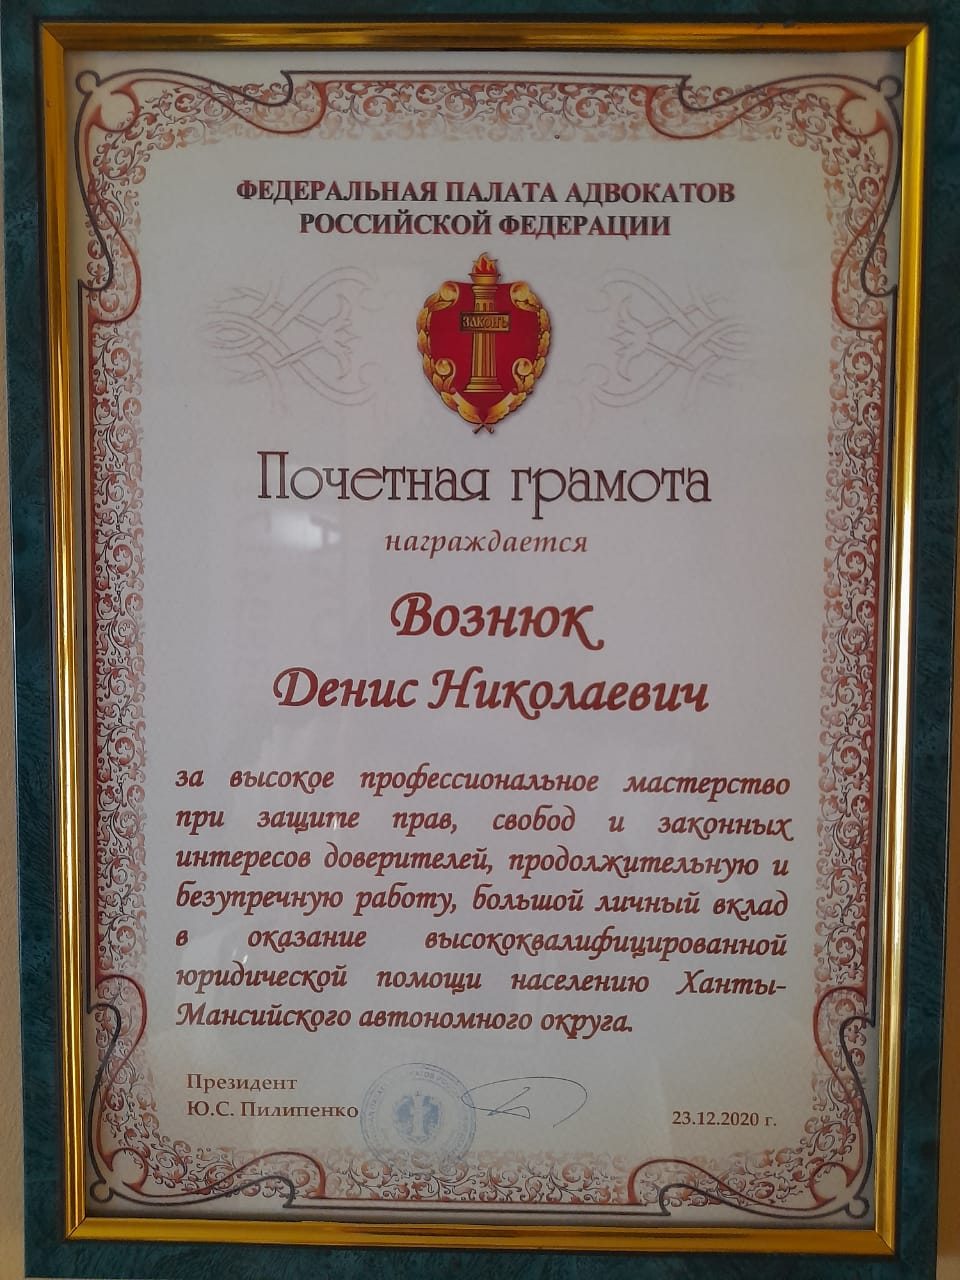 ФЕДЕРАЛЬНАЯ ПАЛАТА АДВОКАТОВ
РОССИЙСКОЙ ФЕДЕРАЦИИ
ЗАКОНЪ
Почетная грамота
награждается
Вознюк
Денис Николаевич
за высокое профессиональное мастерство
при защите прав, свобод и законных
интересов доверителей, продолжительную и
безупречную работу, большой личный вклад
в оказание высококвалифицированной
юридической помощи населению Ханты-
Мансийского автономного округа.
Президент
Ю.С. Пилипенко
23.12.2020 г.